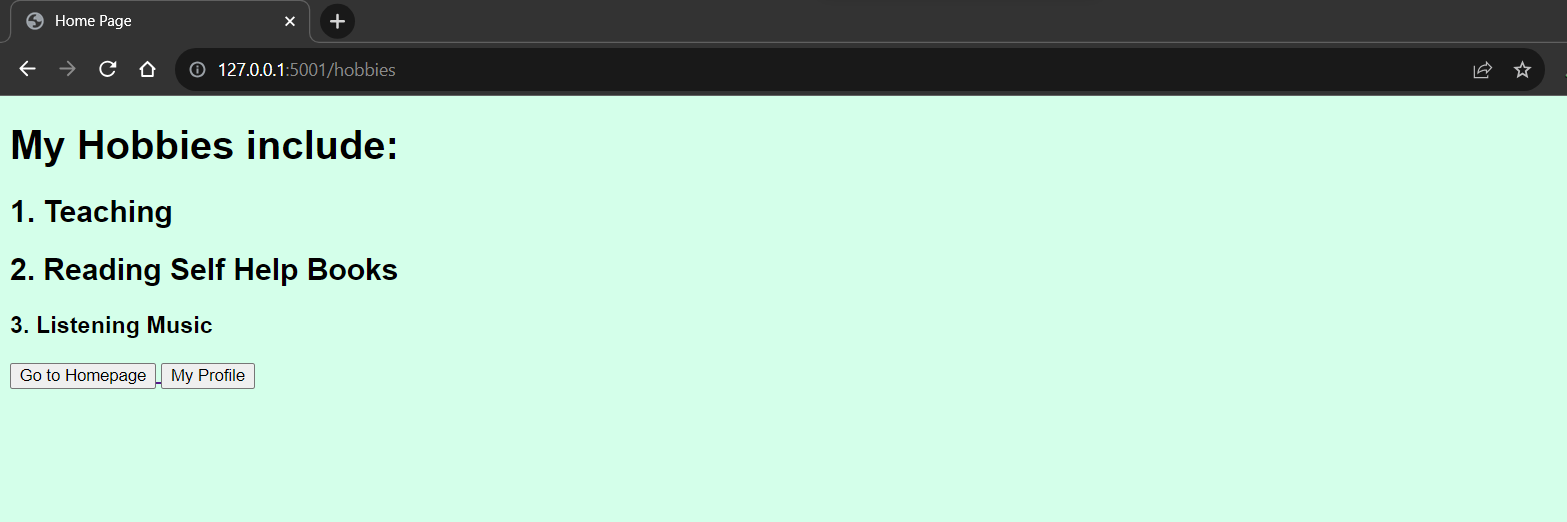 Home Page
127.0.0.1:5001/hobbies
My Hobbies include:
1. Teaching
2. Reading Self Help Books
3. Listening Music
Go to Homepage My Profile